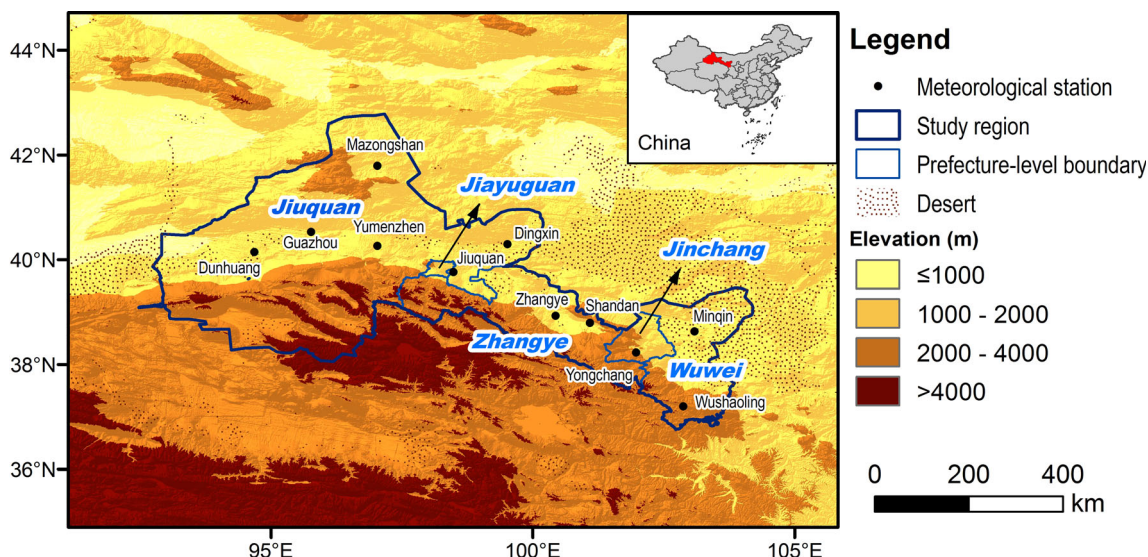 44°N
42°N
40°N
38°N
36°N
95°E
100°E
105°E
Mazongshan
Jiayuguan
Jiuquan
Guazhou
Yumenzhen
Dingxin
Dunhuang
Jiuquan
Jinchang
Zhangye
Shandan
Minqin
Zhangye
Yongchang
Wuwei
Wushaoling
China
Legend
Meteorological station
Study region
Prefecture-level boundary
Desert
Elevation (m)
≤1000
1000 - 2000
2000 - 4000
>4000
0 200 400
km